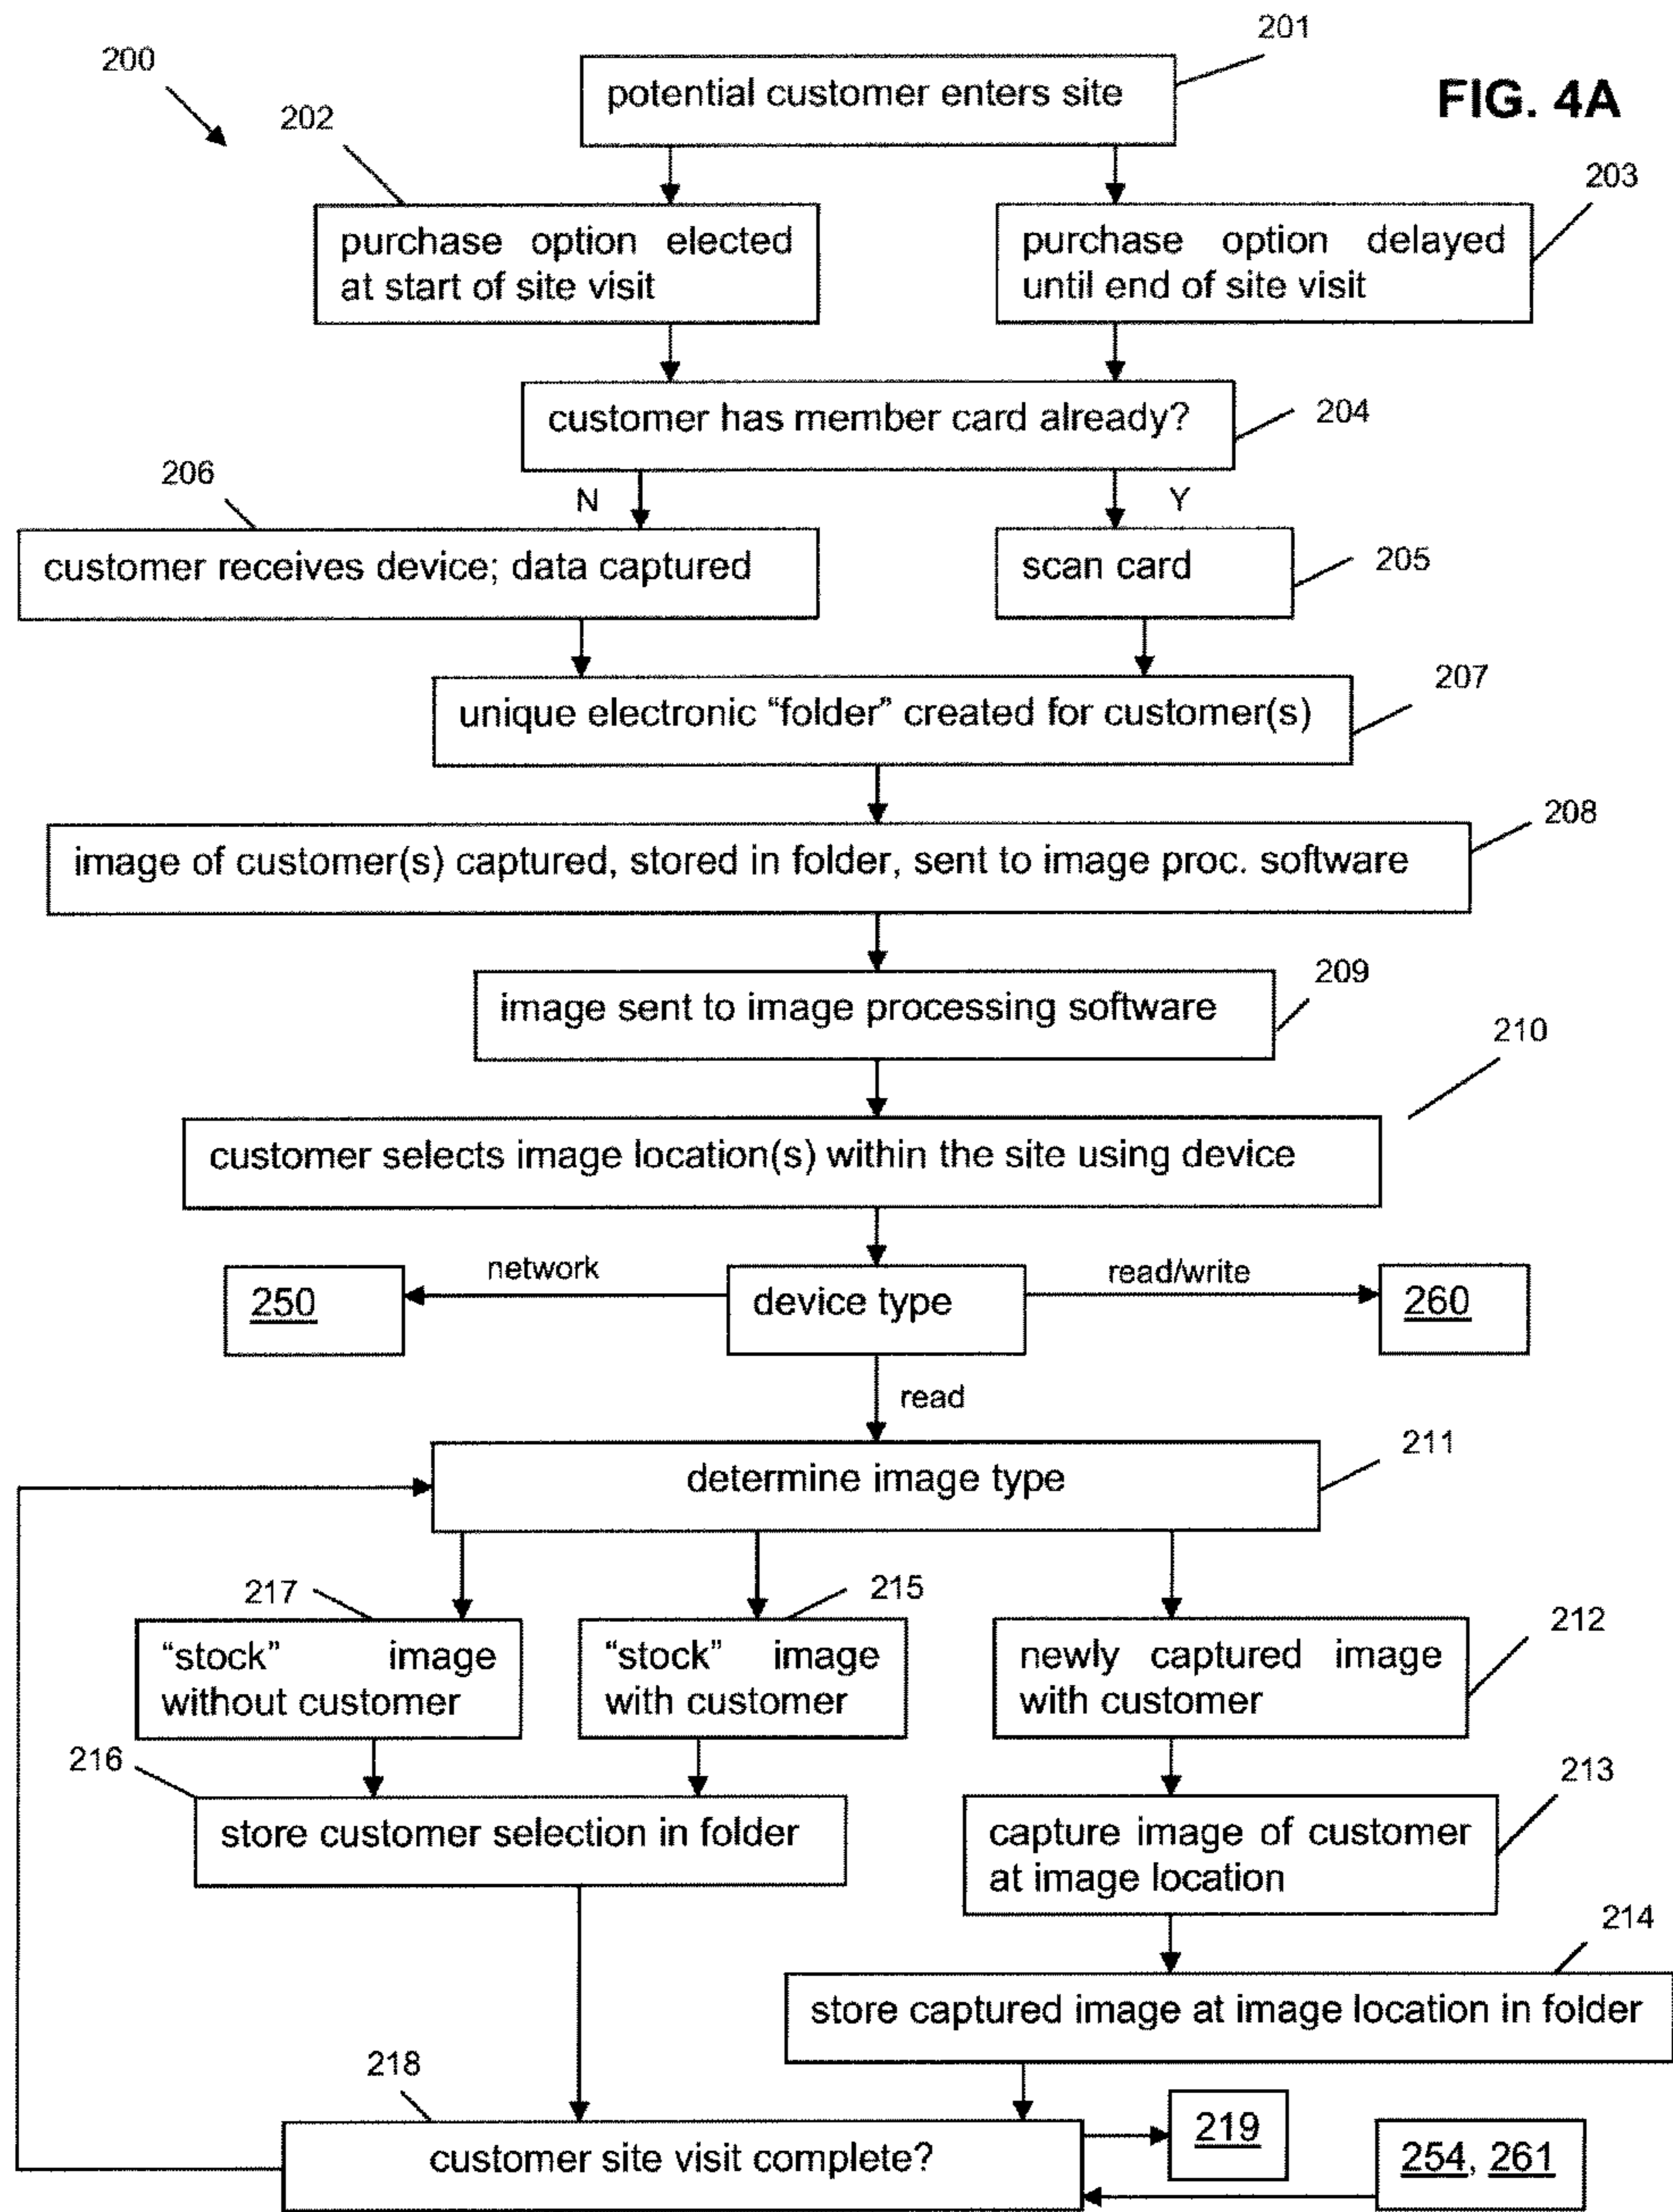 200
201
FIG. 4A
potential customer enters site
202
203
purchase option elected
at start of site visit
purchase option delayed
until end of site visit
customer has member card already?
204
206
N
Y
customer receives device; data captured
scan card
205
207
unique electronic “folder” created for customer(s)
208
image of customer(s) captured, stored in folder, sent to image proc. software
209
image sent to image processing software
210
customer selects image location(s) within the site using device
250
network
device type
read/write
260
read
211
determine image type
217
215
212
“stock” image
without customer
“stock” image
with customer
newly captured image
with customer
216
213
store customer selection in folder
capture image of customer
at image location
214
store captured image at image location in folder
218
customer site visit complete?
219
254, 261